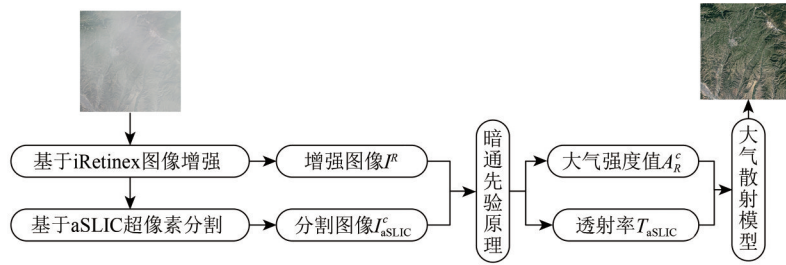 基于iRetinex图像增强
增强图像I^R
基于aSLIC超像素分割
分割图像I^c_aSLIC
暗通先验原理
大气强度值A^c_R
透射率T_aSLIC
大气散射模型